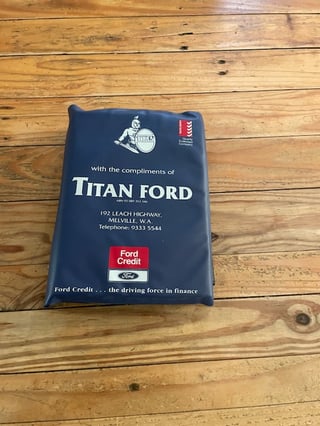 with the compliments of
TITAN FORD
192 LEACH HIGHWAY,
MELVILLE, W.A.
Telephone: 9333 5544
Ford
Credit
Ford
Ford Credit . . . the driving force in finance